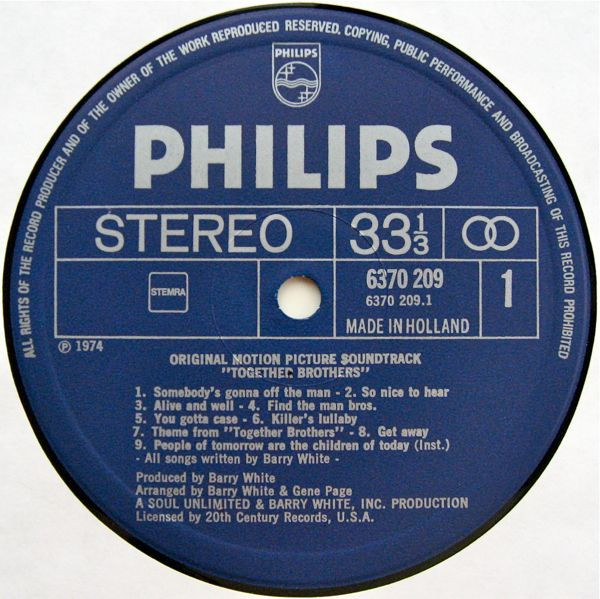 ALL RIGHTS OF THE RECORD PRODUCER AND OF THE OWNER OF THE WORK REPRODUCED RESERVED. COPYING, PUBLIC PERFORMANCE AND BROADCASTING OF THIS RECORD PROHIBITED
PHILIPS
PHILIPS
STEREO 33 1/3
STEMRA 6370 209 1
6370 209.1
MADE IN HOLLAND
℗ 1974
ORIGINAL MOTION PICTURE SOUNDTRACK
"TOGETHER BROTHERS"
1. Somebody's gonna off the man - 2. So nice to hear
3. Alive and well - 4. Find the man bros.
5. You gotta case - 6. Killer's lullaby
7. Theme from "Together Brothers" - 8. Get away
9. People of tomorrow are the children of today (Inst.)
- All songs written by Barry White -
Produced by Barry White
Arranged by Barry White & Gene Page
A SOUL UNLIMITED & BARRY WHITE, INC. PRODUCTION
Licensed by 20th Century Records, U.S.A.